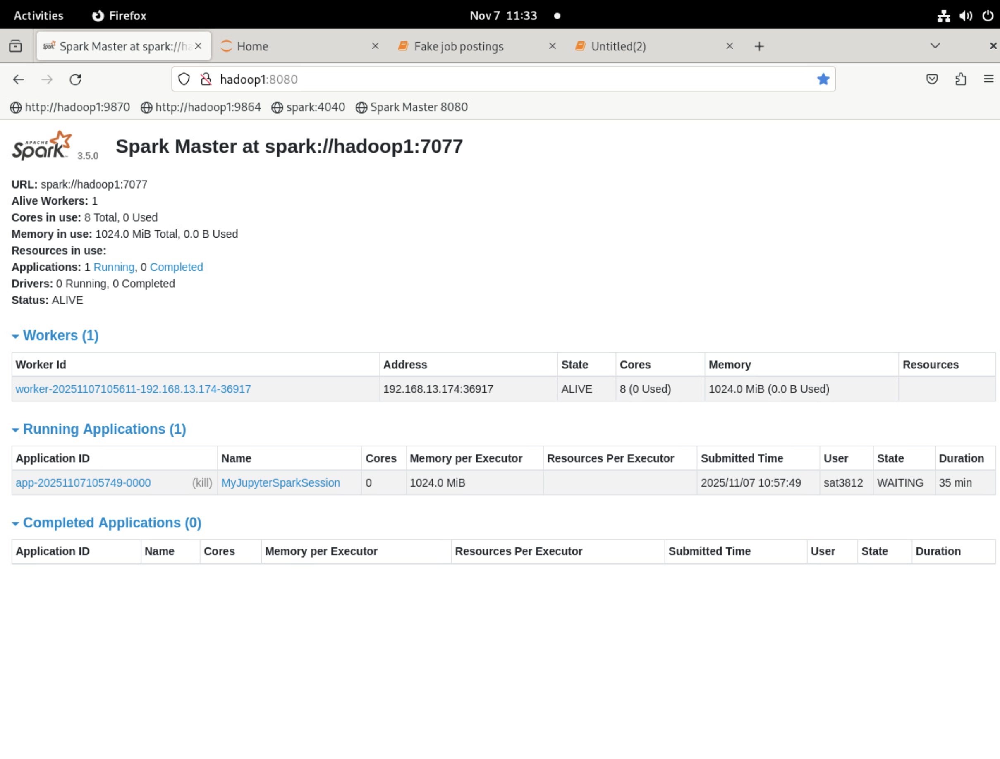 Activities Firefox Nov 7 11:33
Spark Master at spark://ha Home Fake job postings Untitled(2)
hadoop1:8080
http://hadoop1:9870 http://hadoop1:9864 spark:4040 Spark Master 8080
APACHE Spark 3.5.0 Spark Master at spark://hadoop1:7077
URL: spark://hadoop1:7077
Alive Workers: 1
Cores in use: 8 Total, 0 Used
Memory in use: 1024.0 MiB Total, 0.0 B Used
Resources in use:
Applications: 1 Running, 0 Completed
Drivers: 0 Running, 0 Completed
Status: ALIVE
Workers (1)
Worker Id Address State Cores Memory Resources
worker-20251107105611-192.168.13.174-36917 192.168.13.174:36917 ALIVE 8 (0 Used) 1024.0 MiB (0.0 B Used)
Running Applications (1)
Application ID Name Cores Memory per Executor Resources Per Executor Submitted Time User State Duration
app-20251107105749-0000 (kill) MyJupyterSparkSession 0 1024.0 MiB 2025/11/07 10:57:49 sat3812 WAITING 35 min
Completed Applications (0)
Application ID Name Cores Memory per Executor Resources Per Executor Submitted Time User State Duration